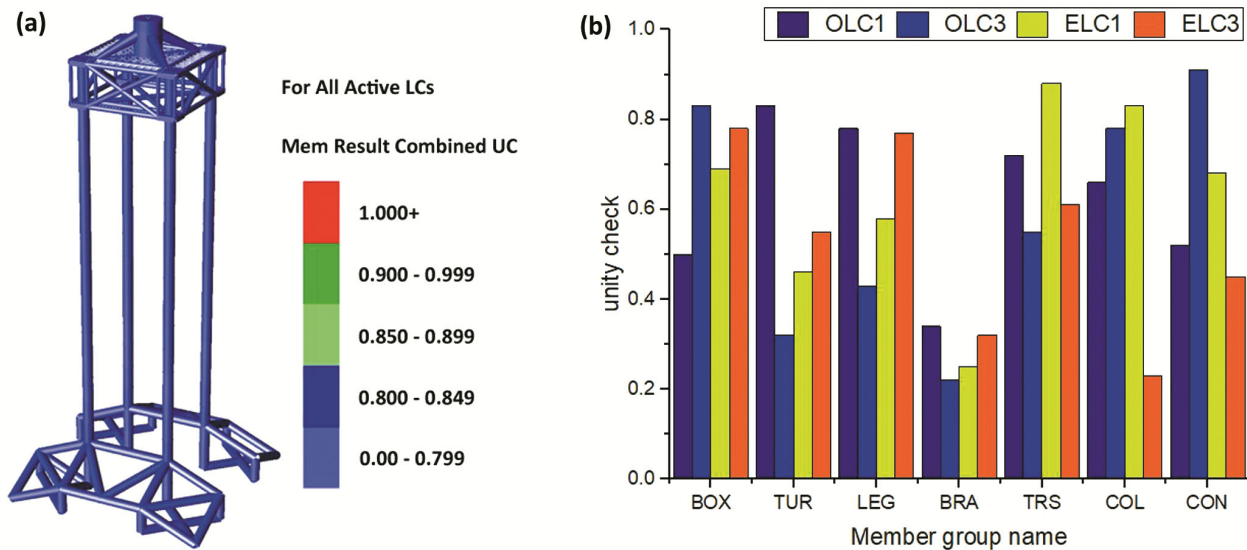 (a)
For All Active LCs
Mem Result Combined UC
1.000+
0.900 - 0.999
0.850 - 0.899
0.800 - 0.849
0.00 - 0.799
(b)
OLC1 OLC3 ELC1 ELC3
unity check
1.0
0.8
0.6
0.4
0.2
0.0
BOX TUR LEG BRA TRS COL CON
Member group name